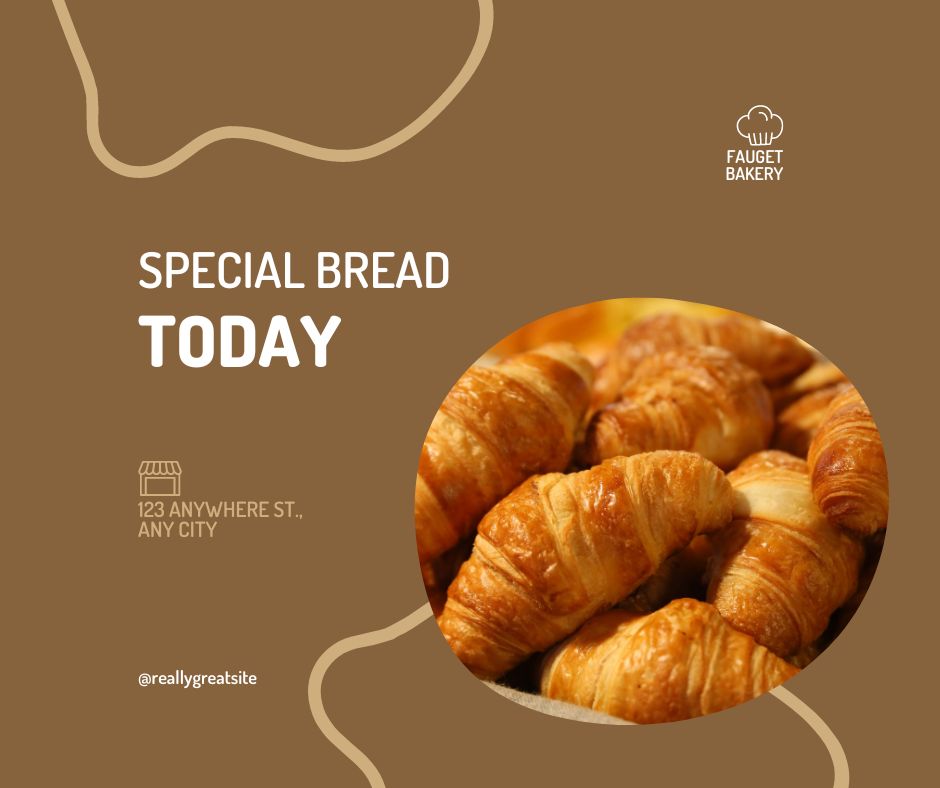 FAUGET
BAKERY
SPECIAL BREAD
TODAY
123 ANYWHERE ST.,
ANY CITY
@reallygreatsite